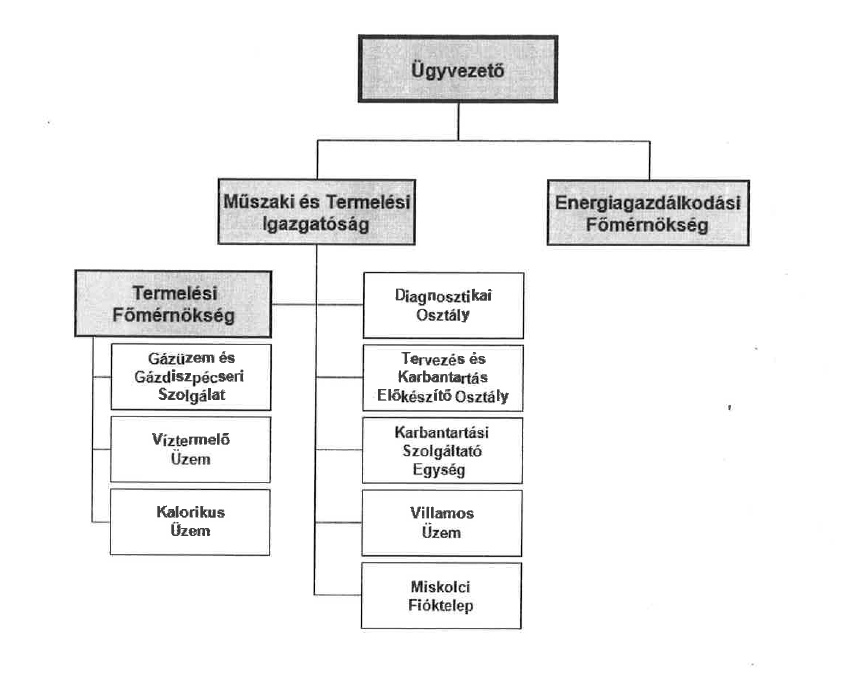 Ügyvezető
Műszaki és Termelési
Igazgatóság
Energiagazdálkodási
Főmérnökség
Termelési
Főmérnökség
Gázüzem és
Gázdiszpécseri
Szolgálat
Víztermelő
Üzem
Kalorikus
Üzem
Diagnosztikai
Osztály
Tervezés és
Karbantartás
Előkészítő Osztály
Karbantartási
Szolgáltató
Egység
Villamos
Üzem
Miskolci
Fióktelep